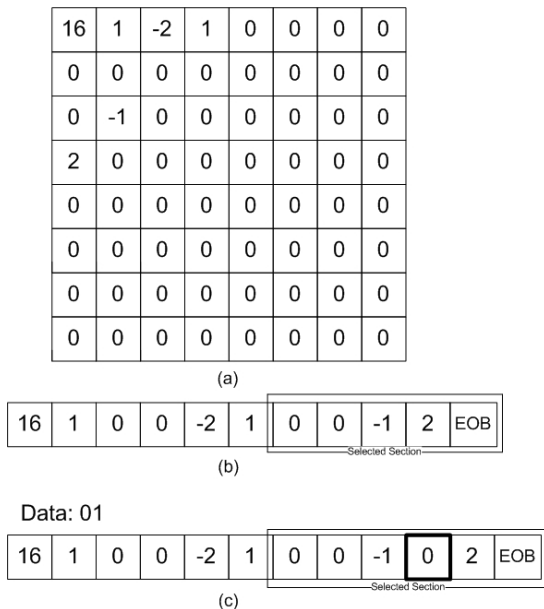 16 1 -2 1 0 0 0 0
0 0 0 0 0 0 0 0
0 -1 0 0 0 0 0 0
2 0 0 0 0 0 0 0
0 0 0 0 0 0 0 0
0 0 0 0 0 0 0 0
0 0 0 0 0 0 0 0
0 0 0 0 0 0 0 0
(a)
16 1 0 0 -2 1 0 0 -1 2 EOB
Selected Section
(b)
Data: 01
16 1 0 0 -2 1 0 0 -1 0 2 EOB
Selected Section
(c)